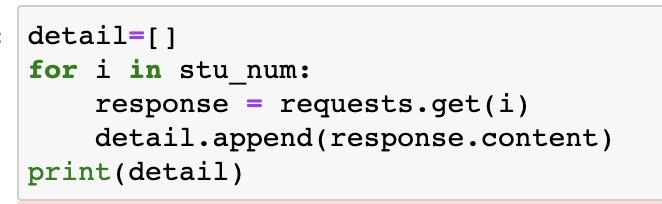 detail=[]
for i in stu_num:
    response = requests.get(i)
    detail.append(response.content)
print(detail)